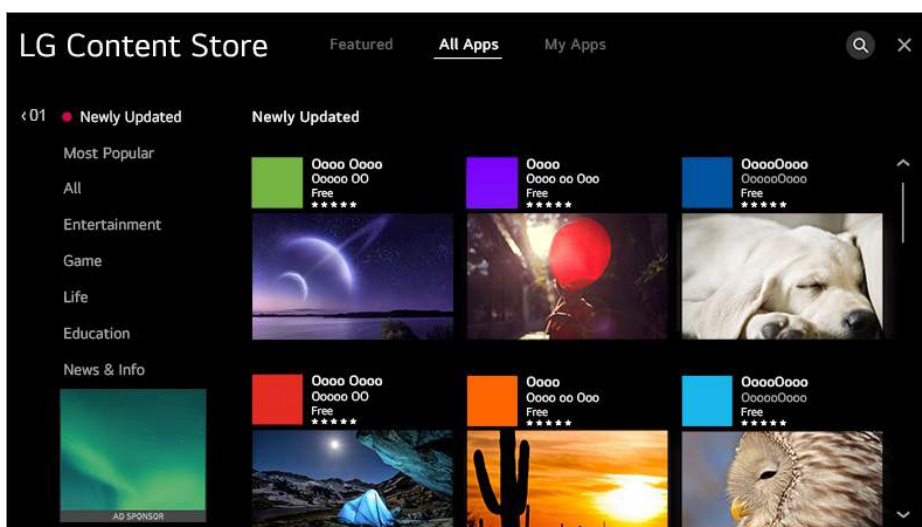 LG Content Store
Featured
All Apps
My Apps
‹ 01
Newly Updated
Most Popular
All
Entertainment
Game
Life
Education
News & Info
AD SPONSOR
Newly Updated
Oooo Oooo
Ooooo OO
Free
★★★★★
Oooo
Oooo oo Ooo
Free
★★★★★
OoooOooo
OooooOooo
Free
★★★★★
Oooo Oooo
Ooooo OO
Free
★★★★★
Oooo
Oooo oo Ooo
Free
★★★★★
OoooOooo
OooooOooo
Free
★★★★★